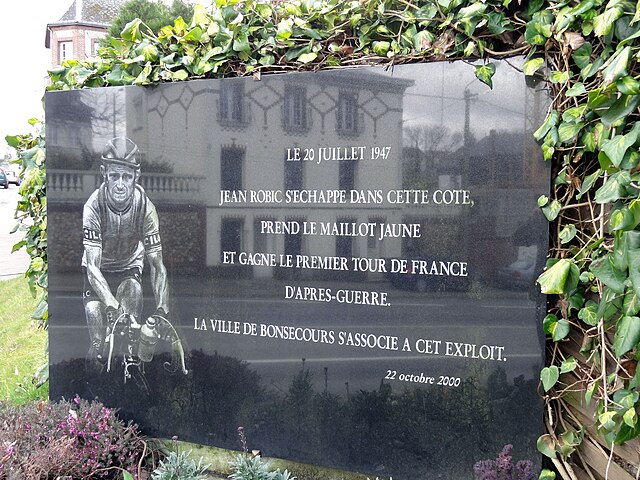 LE 20 JUILLET 1947
JEAN ROBIC S'ECHAPPE DANS CETTE COTE,
PREND LE MAILLOT JAUNE
ET GAGNE LE PREMIER TOUR DE FRANCE
D'APRES-GUERRE.
LA VILLE DE BONSECOURS S'ASSOCIE A CET EXPLOIT.
22 octobre 2000